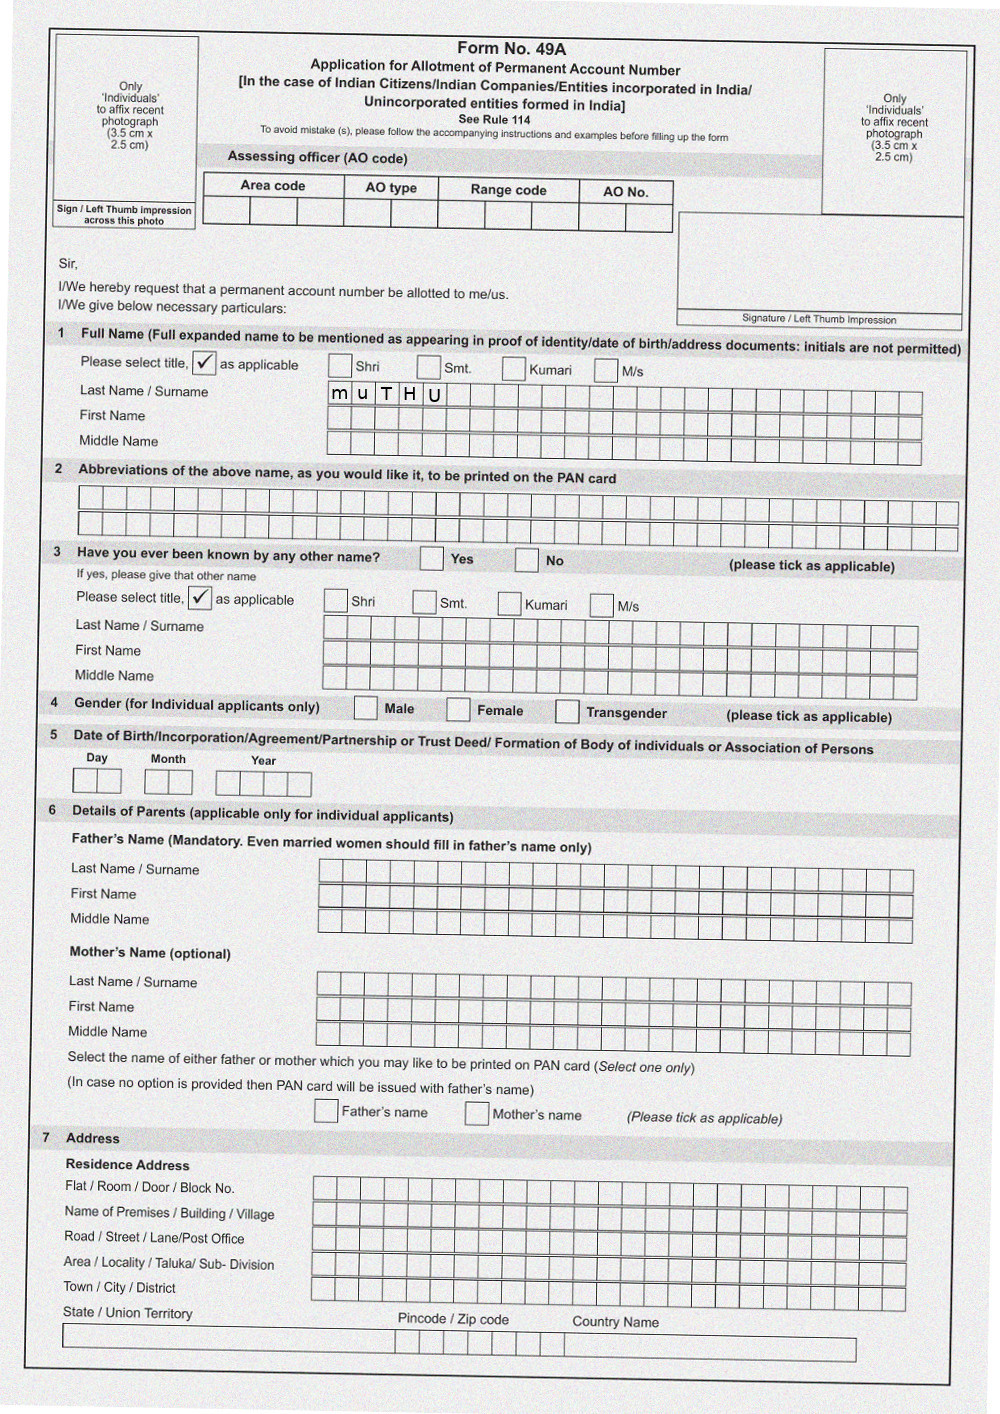 Form No. 49A
Application for Allotment of Permanent Account Number
[In the case of Indian Citizens/Indian Companies/Entities incorporated in India/
Unincorporated entities formed in India]
See Rule 114
To avoid mistake (s), please follow the accompanying instructions and examples before filling up the form
Only
'Individuals'
to affix recent
photograph
(3.5 cm x
2.5 cm)
Only
'Individuals'
to affix recent
photograph
(3.5 cm x
2.5 cm)
Assessing officer (AO code)
Area code AO type Range code AO No.
Sign / Left Thumb impression
across this photo
Sir,
I/We hereby request that a permanent account number be allotted to me/us.
I/We give below necessary particulars:
Signature / Left Thumb Impression
1 Full Name (Full expanded name to be mentioned as appearing in proof of identity/date of birth/address documents: initials are not permitted)
Please select title, ✓ as applicable Shri Smt. Kumari M/s
Last Name / Surname muTHU
First Name
Middle Name
2 Abbreviations of the above name, as you would like it, to be printed on the PAN card
3 Have you ever been known by any other name? Yes No (please tick as applicable)
If yes, please give that other name
Please select title, ✓ as applicable Shri Smt. Kumari M/s
Last Name / Surname
First Name
Middle Name
4 Gender (for Individual applicants only) Male Female Transgender (please tick as applicable)
5 Date of Birth/Incorporation/Agreement/Partnership or Trust Deed/ Formation of Body of individuals or Association of Persons
Day Month Year
6 Details of Parents (applicable only for individual applicants)
Father's Name (Mandatory. Even married women should fill in father's name only)
Last Name / Surname
First Name
Middle Name
Mother's Name (optional)
Last Name / Surname
First Name
Middle Name
Select the name of either father or mother which you may like to be printed on PAN card (Select one only)
(In case no option is provided then PAN card will be issued with father's name)
Father's name Mother's name (Please tick as applicable)
7 Address
Residence Address
Flat / Room / Door / Block No.
Name of Premises / Building / Village
Road / Street / Lane/Post Office
Area / Locality / Taluka/ Sub- Division
Town / City / District
State / Union Territory Pincode / Zip code Country Name